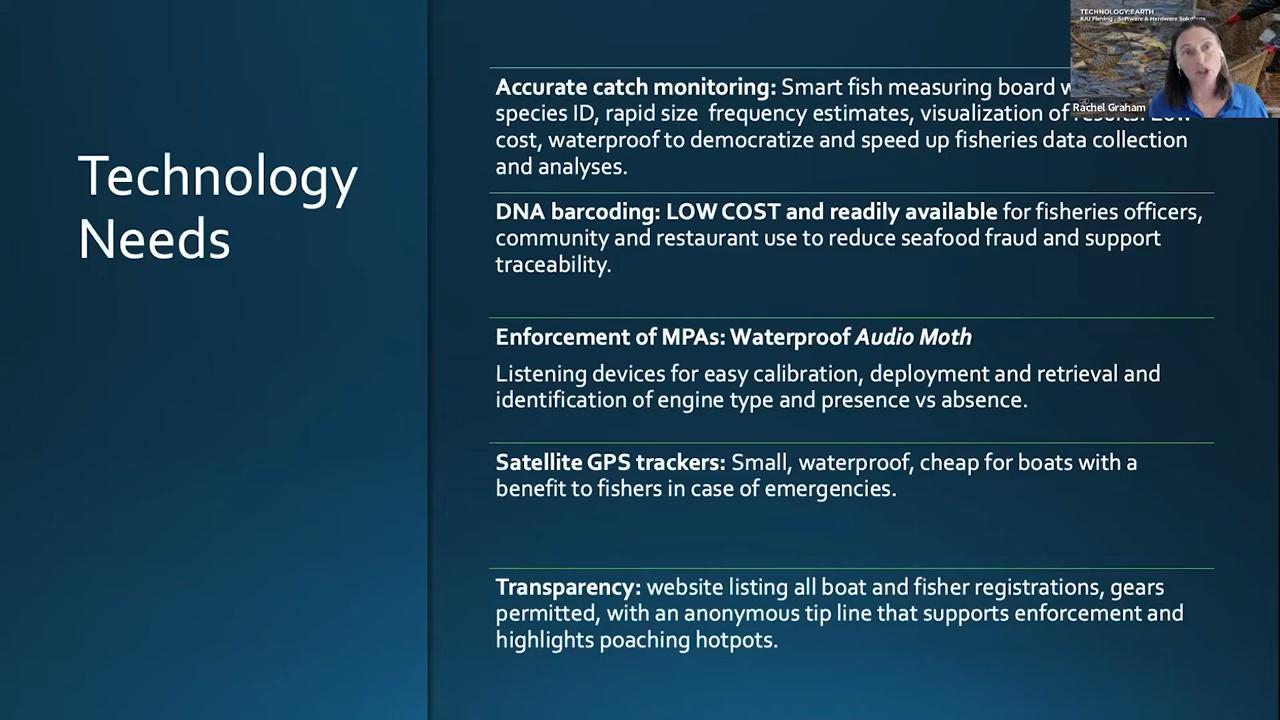 TECHNOLOGY:EARTH
IUU Fishing - Software & Hardware Solutions
Rachel Graham
Technology
Needs
Accurate catch monitoring: Smart fish measuring board
species ID, rapid size frequency estimates, visualization of
cost, waterproof to democratize and speed up fisheries data collection
and analyses.
DNA barcoding: LOW COST and readily available for fisheries officers,
community and restaurant use to reduce seafood fraud and support
traceability.
Enforcement of MPAs: Waterproof Audio Moth
Listening devices for easy calibration, deployment and retrieval and
identification of engine type and presence vs absence.
Satellite GPS trackers: Small, waterproof, cheap for boats with a
benefit to fishers in case of emergencies.
Transparency: website listing all boat and fisher registrations, gears
permitted, with an anonymous tip line that supports enforcement and
highlights poaching hotpots.